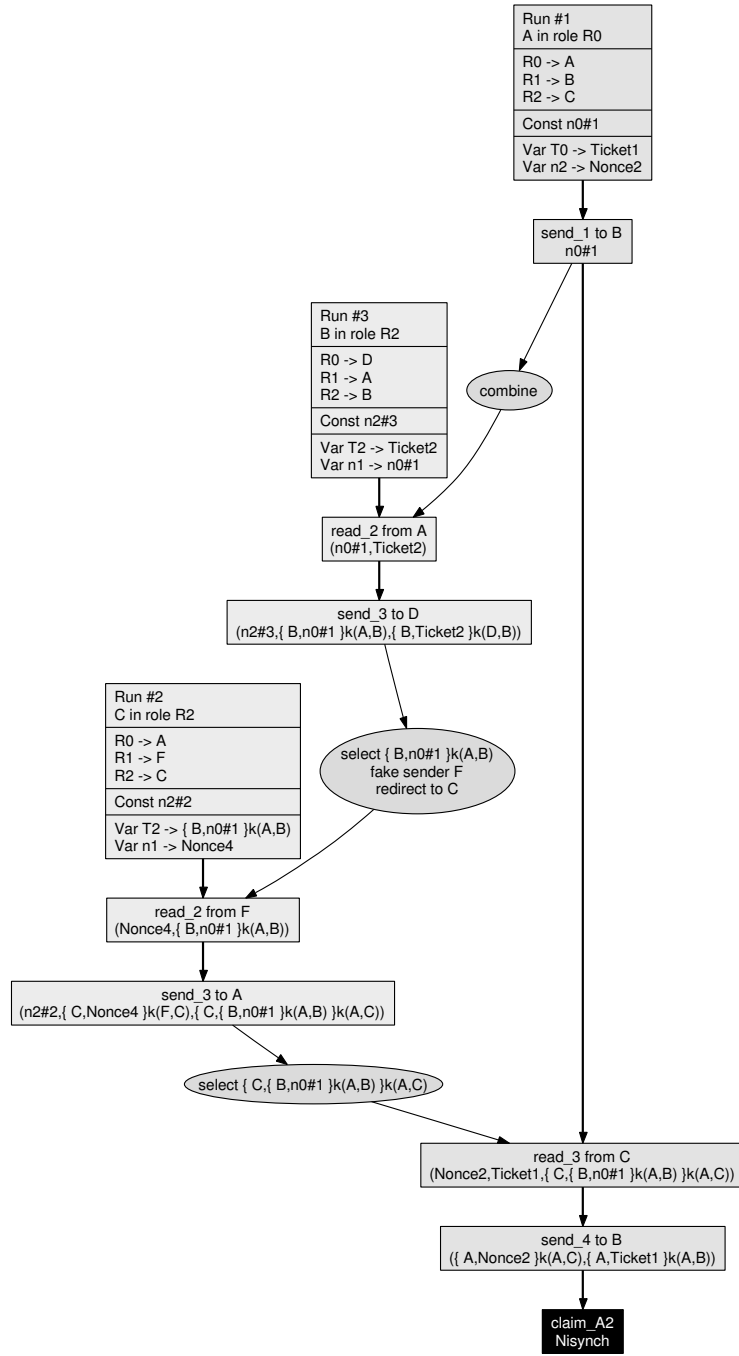 Run #1
A in role R0
R0 -> A
R1 -> B
R2 -> C
Const n0#1
Var T0 -> Ticket1
Var n2 -> Nonce2
send_1 to B
n0#1
Run #3
B in role R2
R0 -> D
R1 -> A
R2 -> B
Const n2#3
Var T2 -> Ticket2
Var n1 -> n0#1
combine
read_2 from A
(n0#1,Ticket2)
send_3 to D
(n2#3,{ B,n0#1 }k(A,B),{ B,Ticket2 }k(D,B))
Run #2
C in role R2
R0 -> A
R1 -> F
R2 -> C
Const n2#2
Var T2 -> { B,n0#1 }k(A,B)
Var n1 -> Nonce4
select { B,n0#1 }k(A,B)
fake sender F
redirect to C
read_2 from F
(Nonce4,{ B,n0#1 }k(A,B))
send_3 to A
(n2#2,{ C,Nonce4 }k(F,C),{ C,{ B,n0#1 }k(A,B) }k(A,C))
select { C,{ B,n0#1 }k(A,B) }k(A,C)
read_3 from C
(Nonce2,Ticket1,{ C,{ B,n0#1 }k(A,B) }k(A,C))
send_4 to B
({ A,Nonce2 }k(A,C),{ A,Ticket1 }k(A,B))
claim_A2
Nisynch